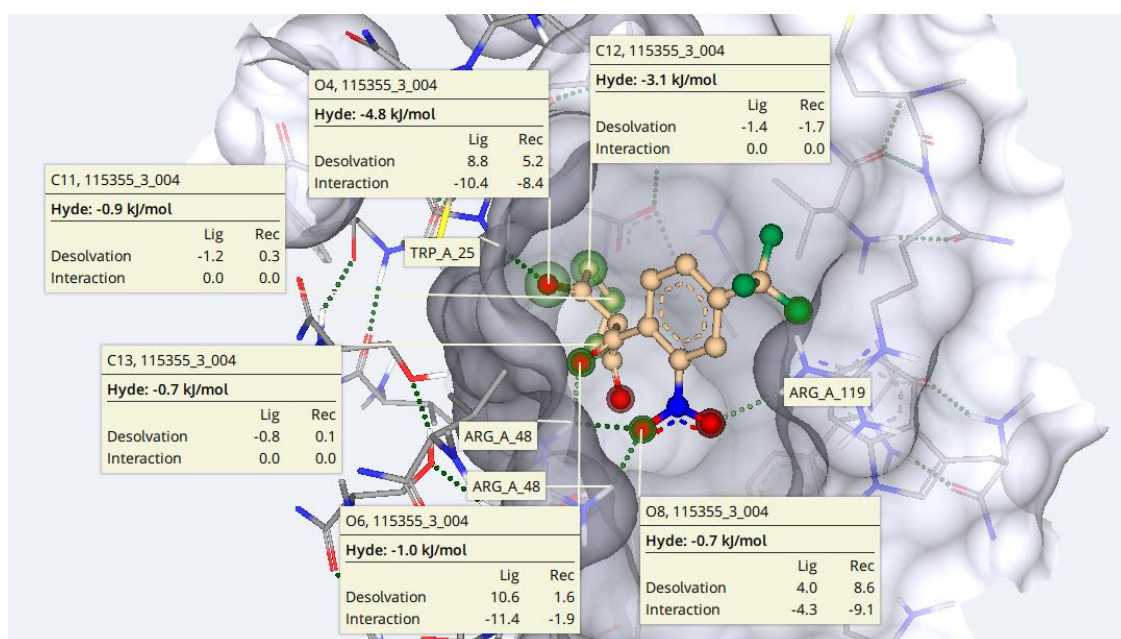 C12, 115355_3_004
Hyde: -3.1 kJ/mol
Lig Rec
Desolvation -1.4 -1.7
Interaction 0.0 0.0
O4, 115355_3_004
Hyde: -4.8 kJ/mol
Lig Rec
Desolvation 8.8 5.2
Interaction -10.4 -8.4
C11, 115355_3_004
Hyde: -0.9 kJ/mol
Lig Rec
Desolvation -1.2 0.3
Interaction 0.0 0.0
TRP_A_25
C13, 115355_3_004
Hyde: -0.7 kJ/mol
Lig Rec
Desolvation -0.8 0.1
Interaction 0.0 0.0
ARG_A_119
ARG_A_48
ARG_A_48
O6, 115355_3_004
Hyde: -1.0 kJ/mol
Lig Rec
Desolvation 10.6 1.6
Interaction -11.4 -1.9
O8, 115355_3_004
Hyde: -0.7 kJ/mol
Lig Rec
Desolvation 4.0 8.6
Interaction -4.3 -9.1